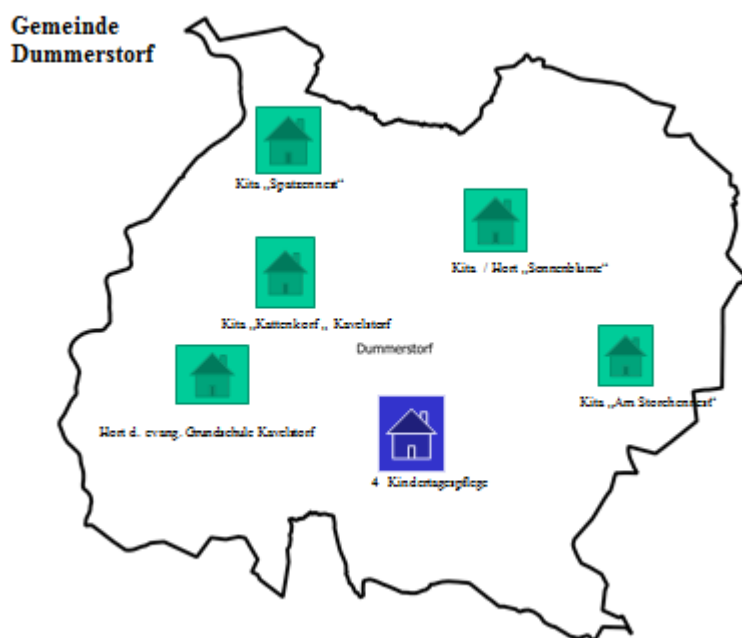 Gemeinde
Dummerstorf
Kita „Spatzennest“
Kita / Hort „Sonnenblume“
Kita „Kattenkorf „ Kavelstorf
Dummerstorf
Kita „Am Storchennest“
Hort d. evang. Grundschule Kavelstorf
4 Kindertagespflege